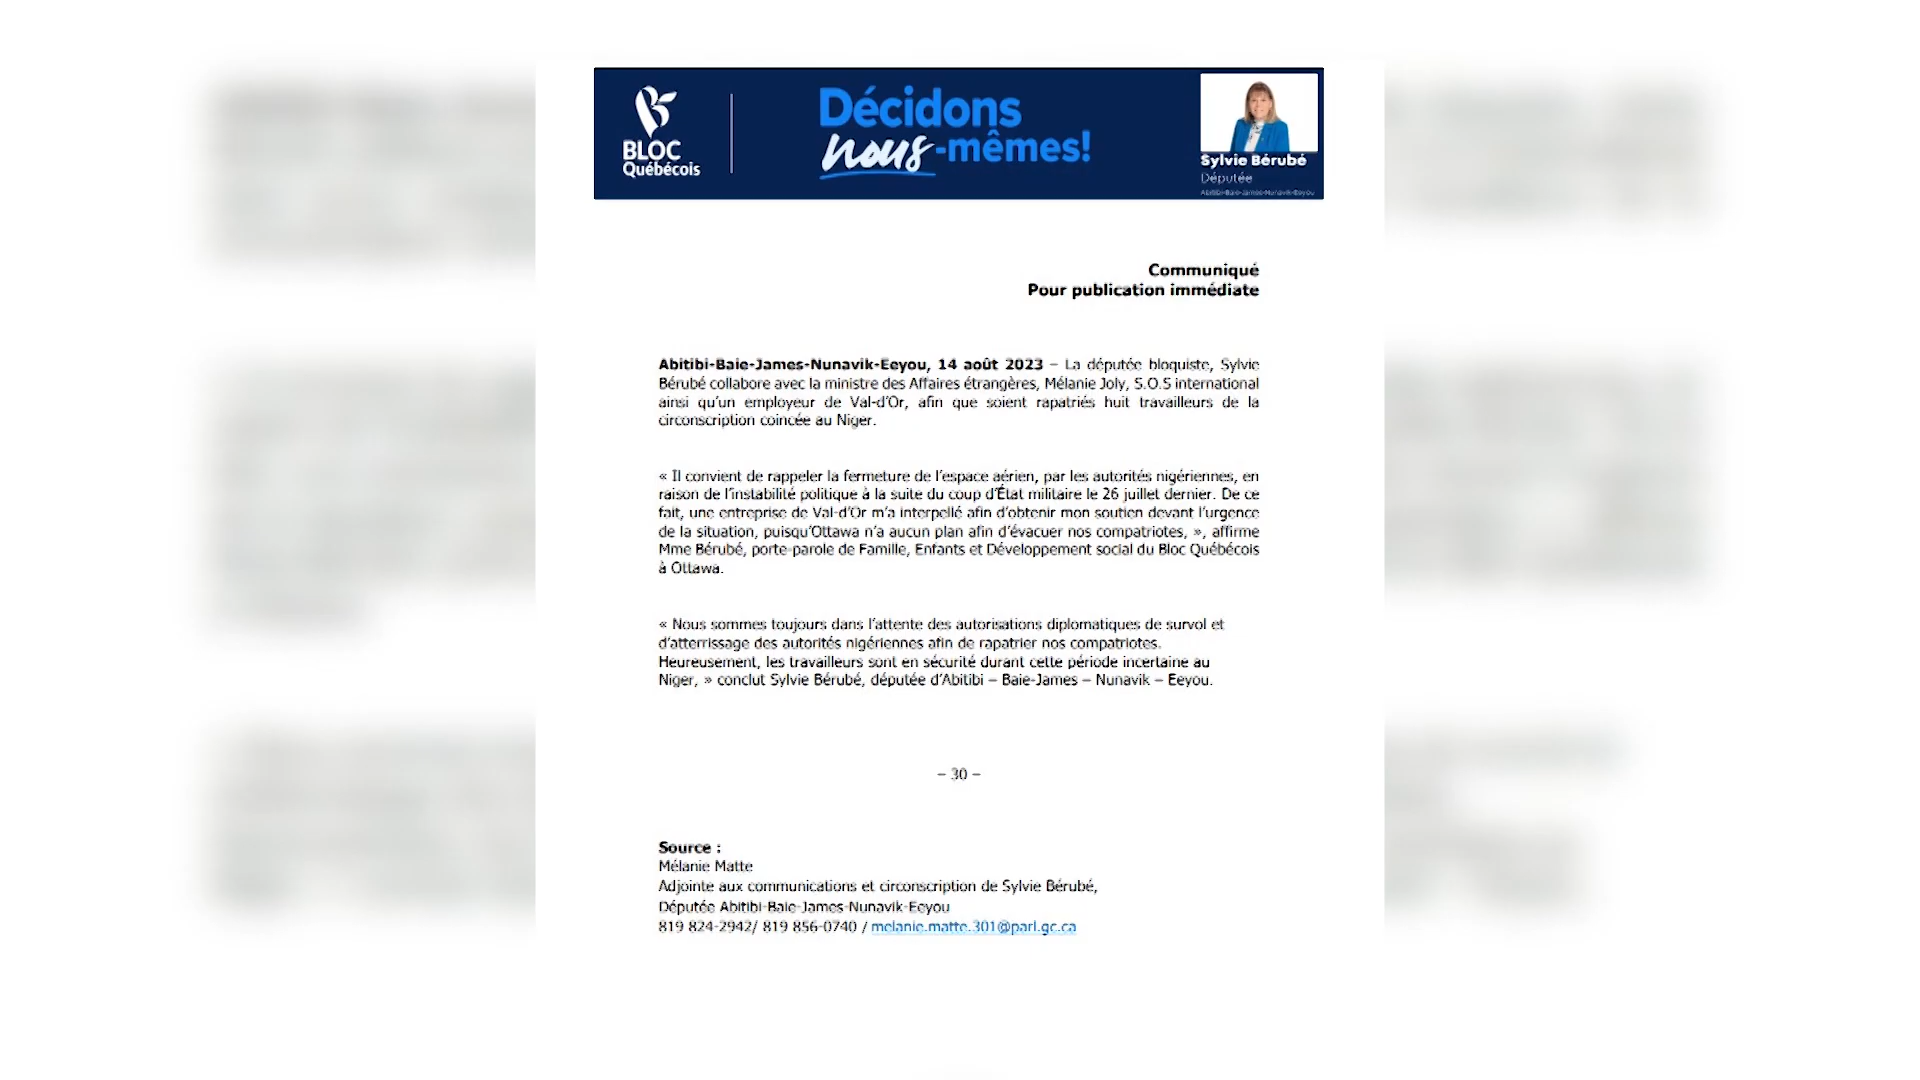 BLOC
Québécois
Décidons
nous-mêmes!
Sylvie Bérubé
Députée
Abitibi-Baie-James-Nunavik-Eeyou
Communiqué
Pour publication immédiate
Abitibi-Baie-James-Nunavik-Eeyou, 14 août 2023 – La députée bloquiste, Sylvie
Bérubé collabore avec la ministre des Affaires étrangères, Mélanie Joly, S.O.S international
ainsi qu’un employeur de Val-d’Or, afin que soient rapatriés huit travailleurs de la
circonscription coincée au Niger.
« Il convient de rappeler la fermeture de l’espace aérien, par les autorités nigériennes, en
raison de l’instabilité politique à la suite du coup d’État militaire le 26 juillet dernier. De ce
fait, une entreprise de Val-d’Or m’a interpellé afin d’obtenir mon soutien devant l’urgence
de la situation, puisqu’Ottawa n’a aucun plan afin d’évacuer nos compatriotes, », affirme
Mme Bérubé, porte-parole de Famille, Enfants et Développement social du Bloc Québécois
à Ottawa.
« Nous sommes toujours dans l’attente des autorisations diplomatiques de survol et
d’atterrissage des autorités nigériennes afin de rapatrier nos compatriotes.
Heureusement, les travailleurs sont en sécurité durant cette période incertaine au
Niger, » conclut Sylvie Bérubé, députée d’Abitibi – Baie-James – Nunavik – Eeyou.
– 30 –
Source :
Mélanie Matte
Adjointe aux communications et circonscription de Sylvie Bérubé,
Députée Abitibi-Baie-James-Nunavik-Eeyou
819 824-2942/ 819 856-0740 / melanie.matte.301@parl.gc.ca